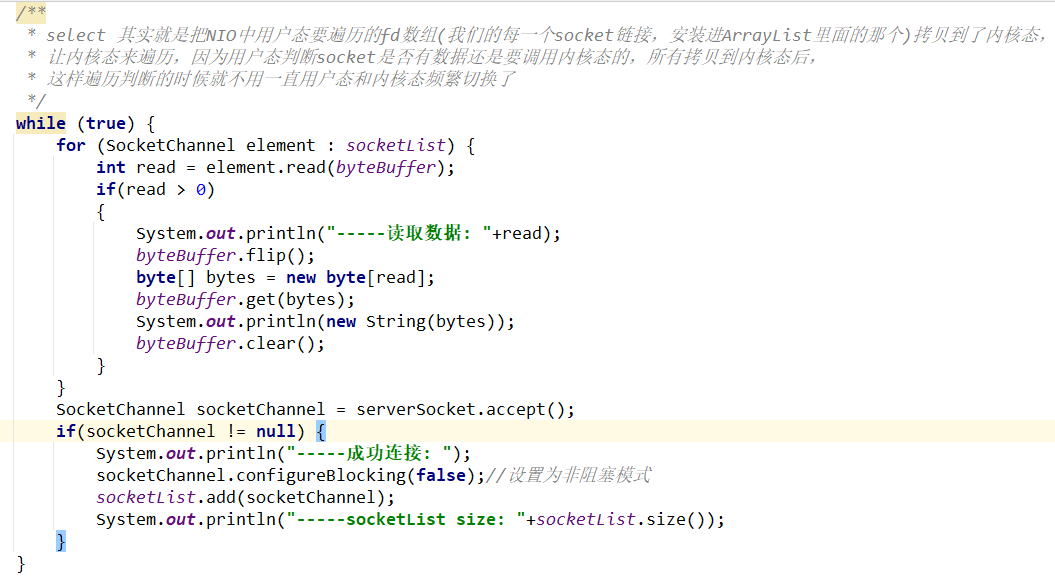 /**
 * select 其实就是把NIO中用户态要遍历的fd数组(我们的每一个socket链接，安装进ArrayList里面的那个)拷贝到了内核态，
 * 让内核态来遍历，因为用户态判断socket是否有数据还是要调用内核态的，所有拷贝到内核态后，
 * 这样遍历判断的时候就不用一直用户态和内核态频繁切换了
 */
while (true) {
    for (SocketChannel element : socketList) {
        int read = element.read(byteBuffer);
        if(read > 0)
        {
            System.out.println("-----读取数据: "+read);
            byteBuffer.flip();
            byte[] bytes = new byte[read];
            byteBuffer.get(bytes);
            System.out.println(new String(bytes));
            byteBuffer.clear();
        }
    }
    SocketChannel socketChannel = serverSocket.accept();
    if(socketChannel != null) {
        System.out.println("-----成功连接: ");
        socketChannel.configureBlocking(false);//设置为非阻塞模式
        socketList.add(socketChannel);
        System.out.println("-----socketList size: "+socketList.size());
    }
}